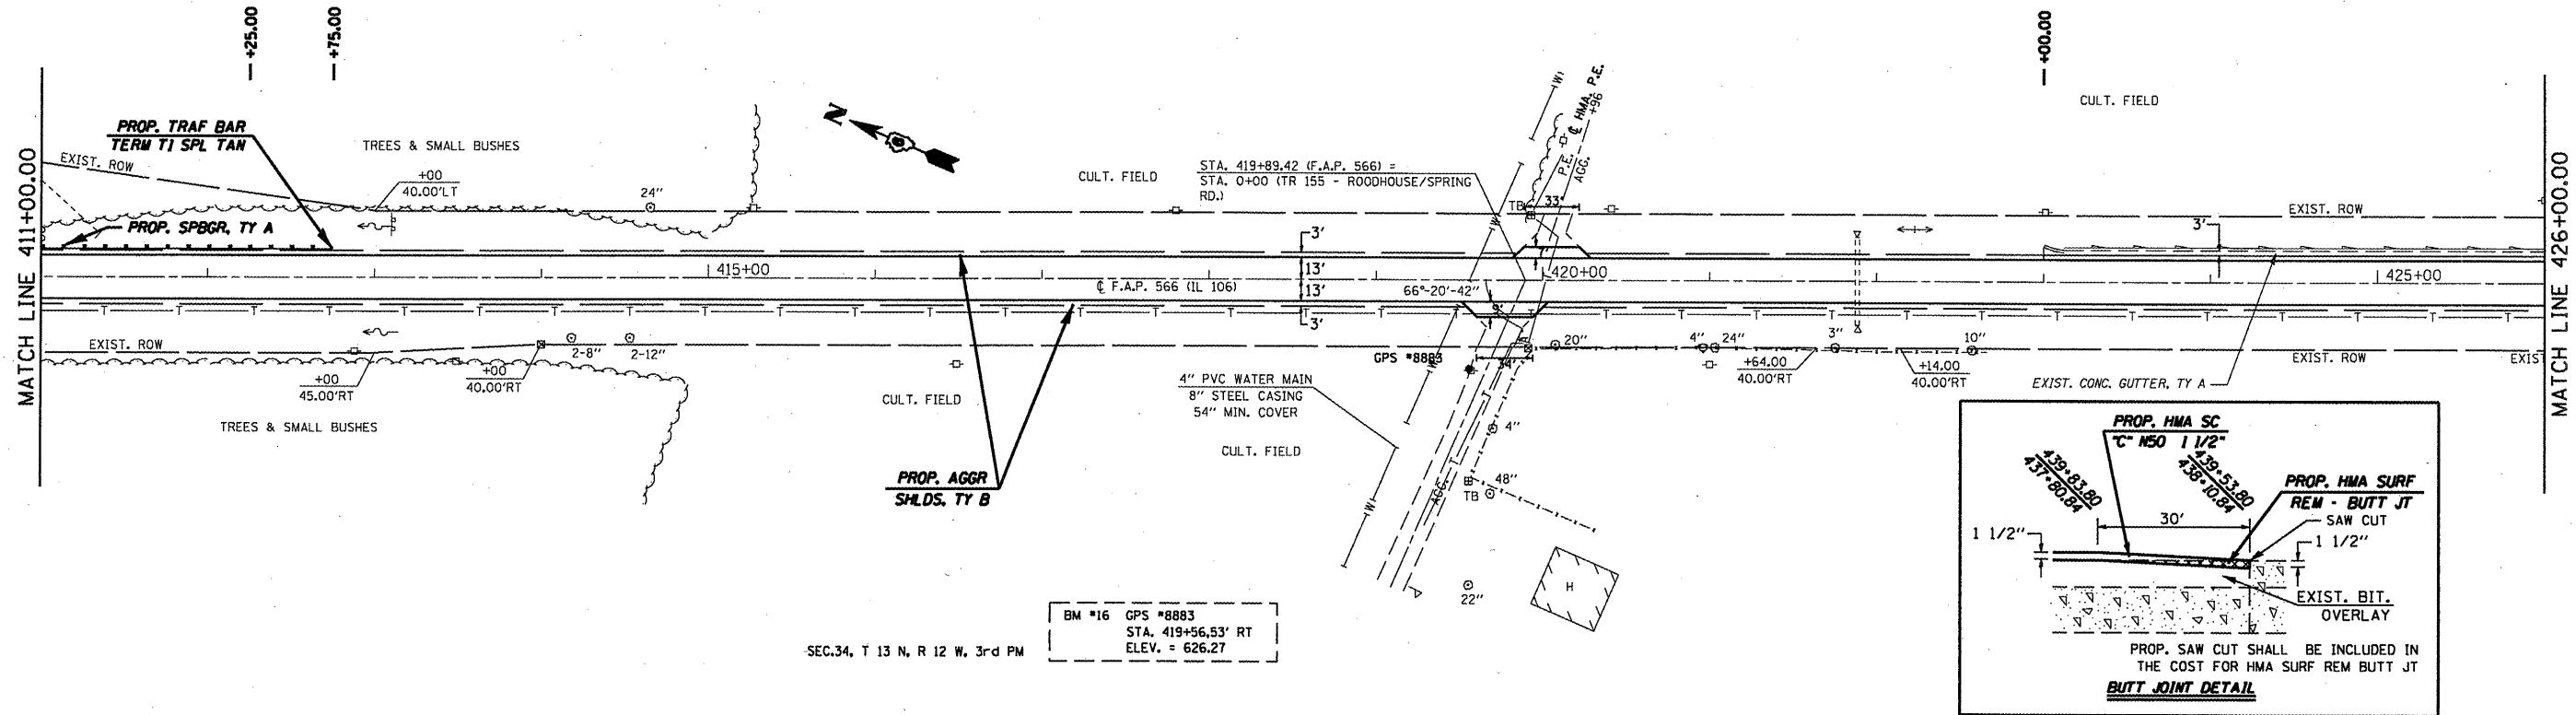 +25.00
+75.00
+00.00
MATCH LINE 411+00.00
PROP. TRAF BAR
TERM T1 SPL TAN
EXIST. ROW
PROP. SPBGR, TY A
TREES & SMALL BUSHES
+00
40.00'LT
24"
N
CULT. FIELD
STA. 419+89.42 (F.A.P. 566) =
STA. 0+00 (TR 155 - ROODHOUSE/SPRING
RD.)
W
℄ HMA, P.E.
+96
P.E.
AGG.
TB
33'
CULT. FIELD
EXIST. ROW
MATCH LINE 426+00.00
3'
13'
13'
3'
415+00
℄ F.A.P. 566 (IL 106)
66°-20'-42"
420+00
3'
425+00
EXIST. ROW
+00
45.00'RT
+00
40.00'RT
2-8"
2-12"
TREES & SMALL BUSHES
CULT. FIELD
PROP. AGGR
SHLDS, TY B
4" PVC WATER MAIN
8" STEEL CASING
54" MIN. COVER
CULT. FIELD
GPS #8883
34'
20"
4"
24"
3"
10"
+64.00
40.00'RT
+14.00
40.00'RT
EXIST. ROW
EXIST
EXIST. CONC. GUTTER, TY A
W
AGG.
4"
48"
TB
22"
H
SEC.34, T 13 N, R 12 W, 3rd PM
BM #16 GPS #8883
STA. 419+56,53' RT
ELEV. = 626.27
PROP. HMA SC
"C" N50 1 1/2"
439+83.80
437+80.84
439+53.80
438+10.84
PROP. HMA SURF
REM - BUTT JT
30'
SAW CUT
1 1/2"
1 1/2"
EXIST. BIT.
OVERLAY
PROP. SAW CUT SHALL BE INCLUDED IN
THE COST FOR HMA SURF REM BUTT JT
BUTT JOINT DETAIL